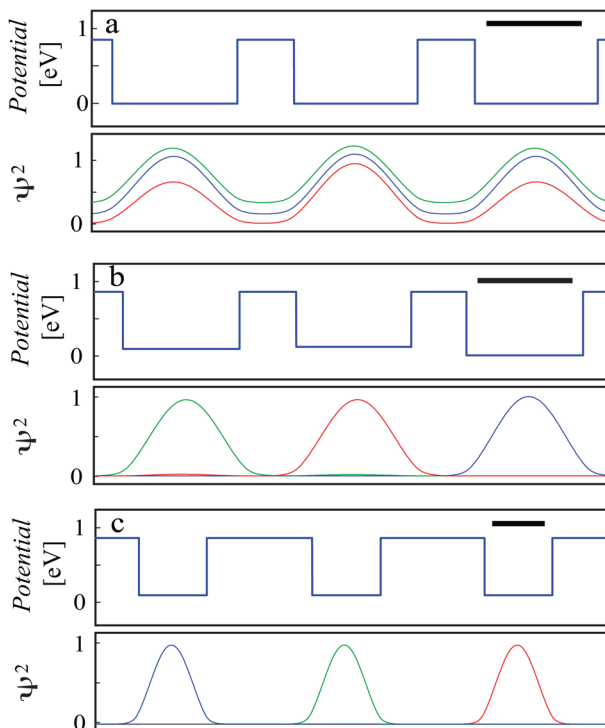 a
Potential
[eV]
1
0
Ψ²
1
0
b
Potential
[eV]
1
0
Ψ²
1
0
c
Potential
[eV]
1
0
Ψ²
1
0